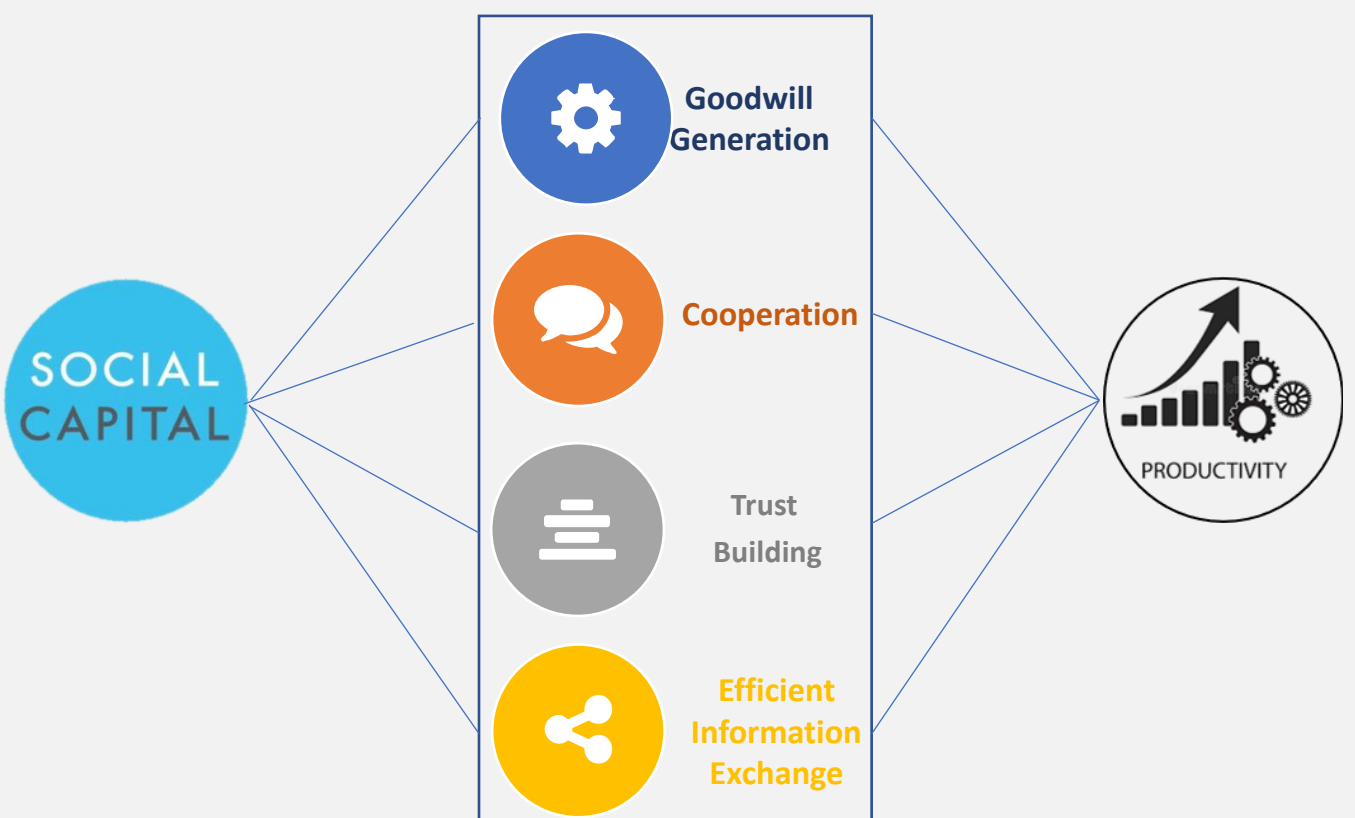 SOCIAL
CAPITAL
Goodwill
Generation
Cooperation
Trust
Building
Efficient
Information
Exchange
PRODUCTIVITY